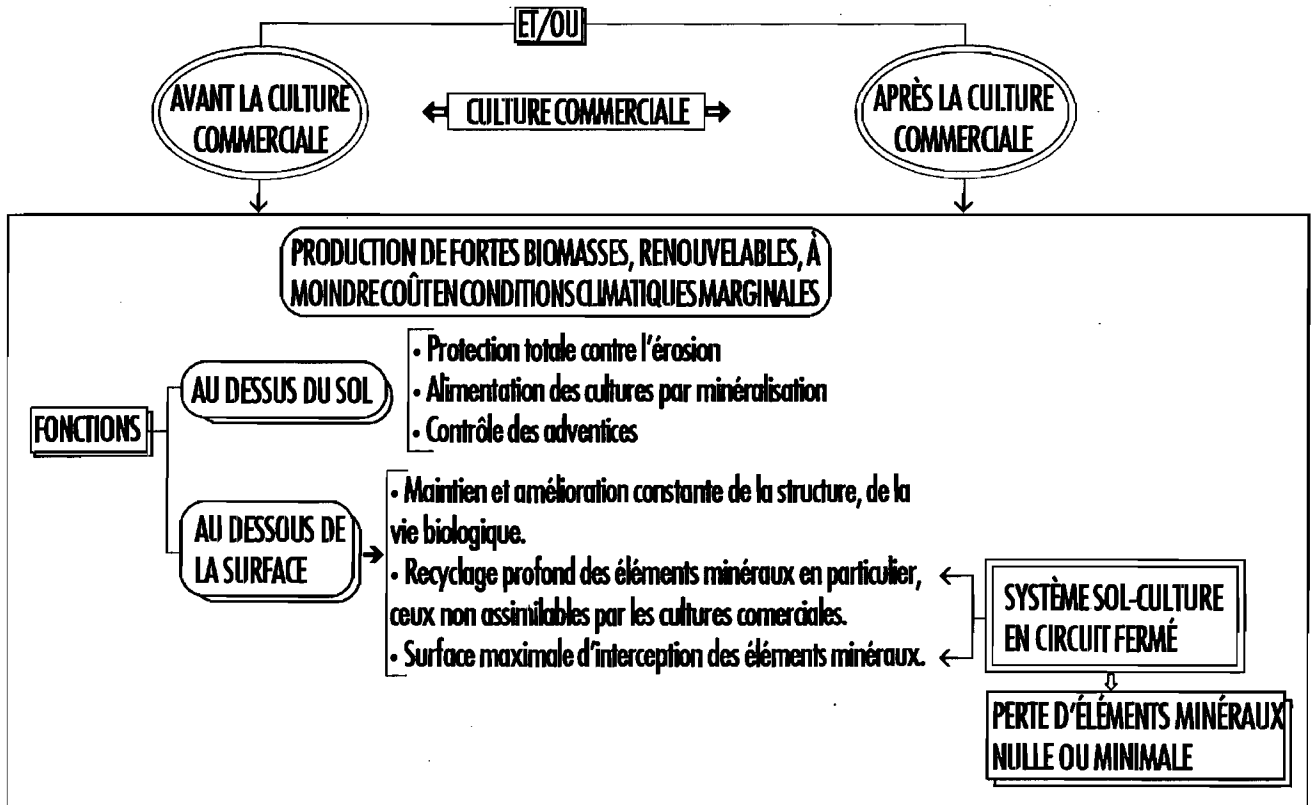 ET/OU
AVANT LA CULTURE
COMMERCIALE
CULTURE COMMERCIALE
APRÈS LA CULTURE
COMMERCIALE
PRODUCTION DE FORTES BIOMASSES, RENOUVELABLES, À
MOINDRE COÛT EN CONDITIONS CLIMATIQUES MARGINALES
FONCTIONS
AU DESSUS DU SOL
• Protection totale contre l'érosion
• Alimentation des cultures par minéralisation
• Contrôle des adventices
AU DESSOUS DE
LA SURFACE
• Maintien et amélioration constante de la structure, de la
vie biologique.
• Recyclage profond des éléments minéraux en particulier,
ceux non assimilables par les cultures comerciales.
• Surface maximale d'interception des éléments minéraux.
SYSTÈME SOL-CULTURE
EN CIRCUIT FERMÉ
PERTE D'ÉLÉMENTS MINÉRAUX
NULLE OU MINIMALE